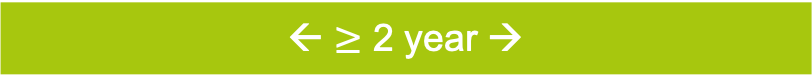 ← ≥ 2 year →